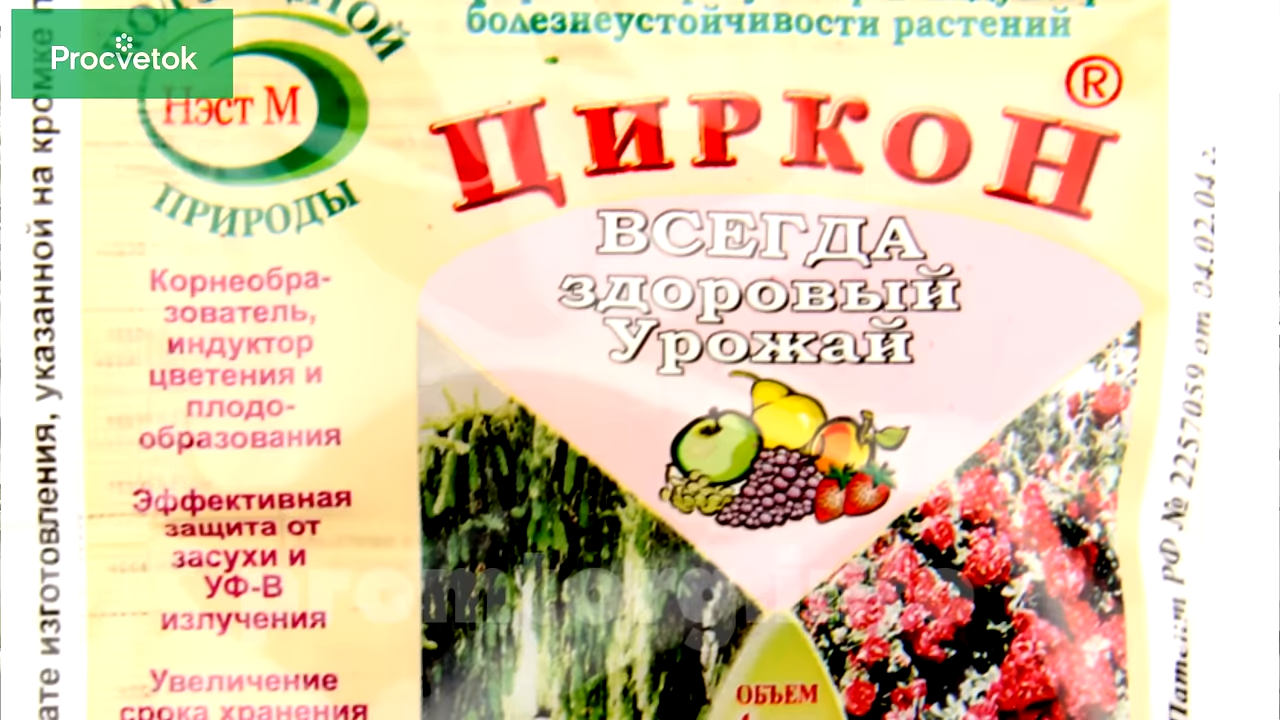 Procvetok
Нэст М
ПРИРОДЫ
болезнеустойчивости растений
ЦИРКОН®
ВСЕГДА
здоровый
Урожай
Корнеобра-
зователь,
индуктор
цветения и
плодо-
образования
Эффективная
защита от
засухи и
УФ-В
излучения
Увеличение
срока хранения
ОБЪЕМ
изготовления, указанной на кромке
Патент РФ № 2257059 от 04.02.04 г.